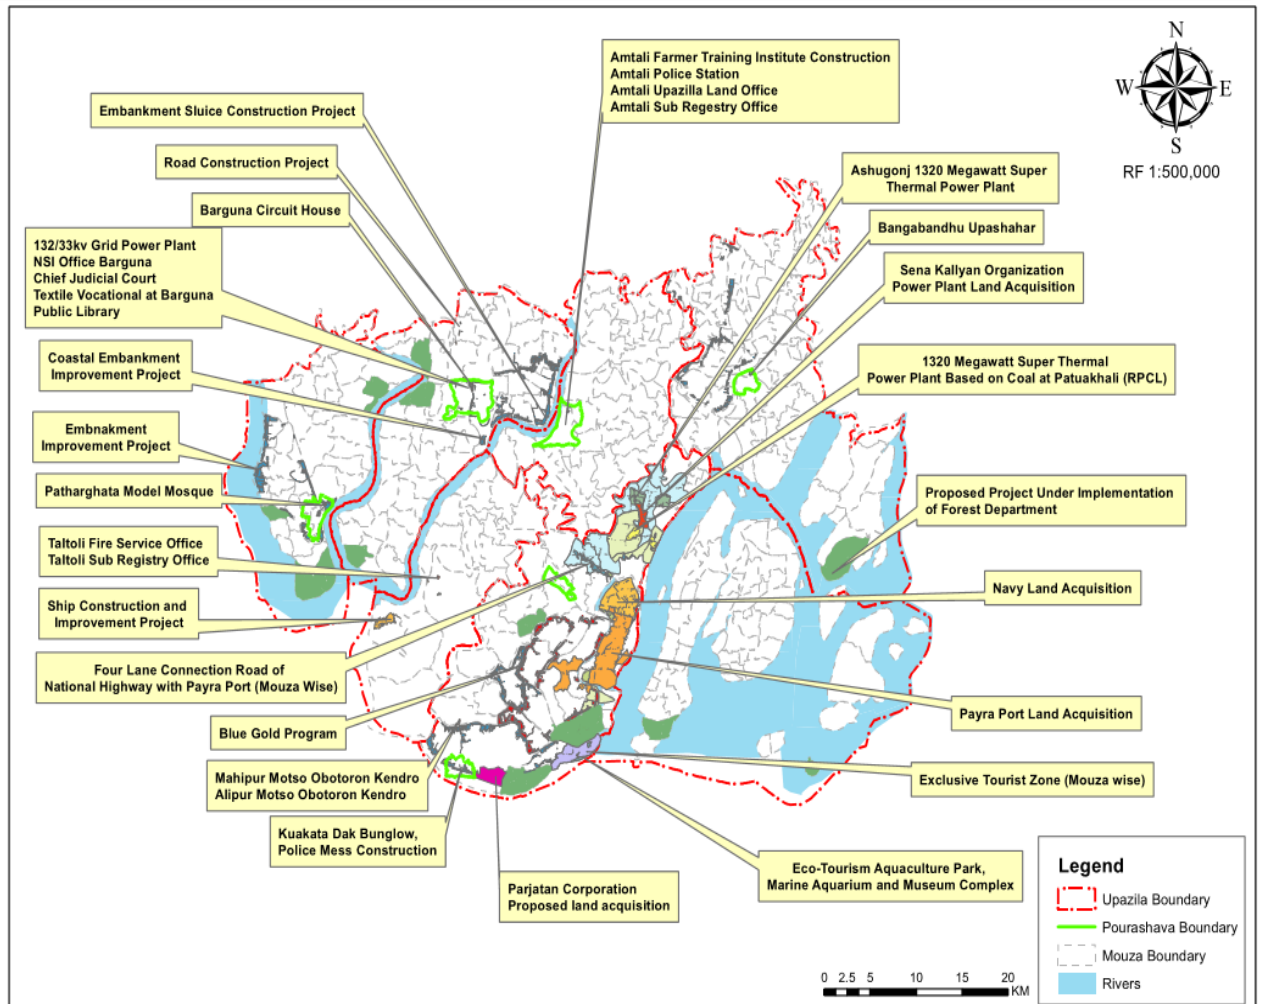 Amtali Farmer Training Institute Construction
Amtali Police Station
Amtali Upazilla Land Office
Amtali Sub Regestry Office
N
W
E
S
RF 1:500,000
Embankment Sluice Construction Project
Road Construction Project
Barguna Circuit House
132/33kv Grid Power Plant
NSI Office Barguna
Chief Judicial Court
Textile Vocational at Barguna
Public Library
Coastal Embankment
Improvement Project
Embnakment
Improvement Project
Patharghata Model Mosque
Taltoli Fire Service Office
Taltoli Sub Registry Office
Ship Construction and
Improvement Project
Four Lane Connection Road of
National Highway with Payra Port (Mouza Wise)
Blue Gold Program
Mahipur Motso Obotoron Kendro
Alipur Motso Obotoron Kendro
Kuakata Dak Bunglow,
Police Mess Construction
Parjatan Corporation
Proposed land acquisition
Ashugonj 1320 Megawatt Super
Thermal Power Plant
Bangabandhu Upashahar
Sena Kallyan Organization
Power Plant Land Acquisition
1320 Megawatt Super Thermal
Power Plant Based on Coal at Patuakhali (RPCL)
Proposed Project Under Implementation
of Forest Department
Navy Land Acquisition
Payra Port Land Acquisition
Exclusive Tourist Zone (Mouza wise)
Eco-Tourism Aquaculture Park,
Marine Aquarium and Museum Complex
Legend
Upazila Boundary
Pourashava Boundary
Mouza Boundary
Rivers
0 2.5 5 10 15 20
KM